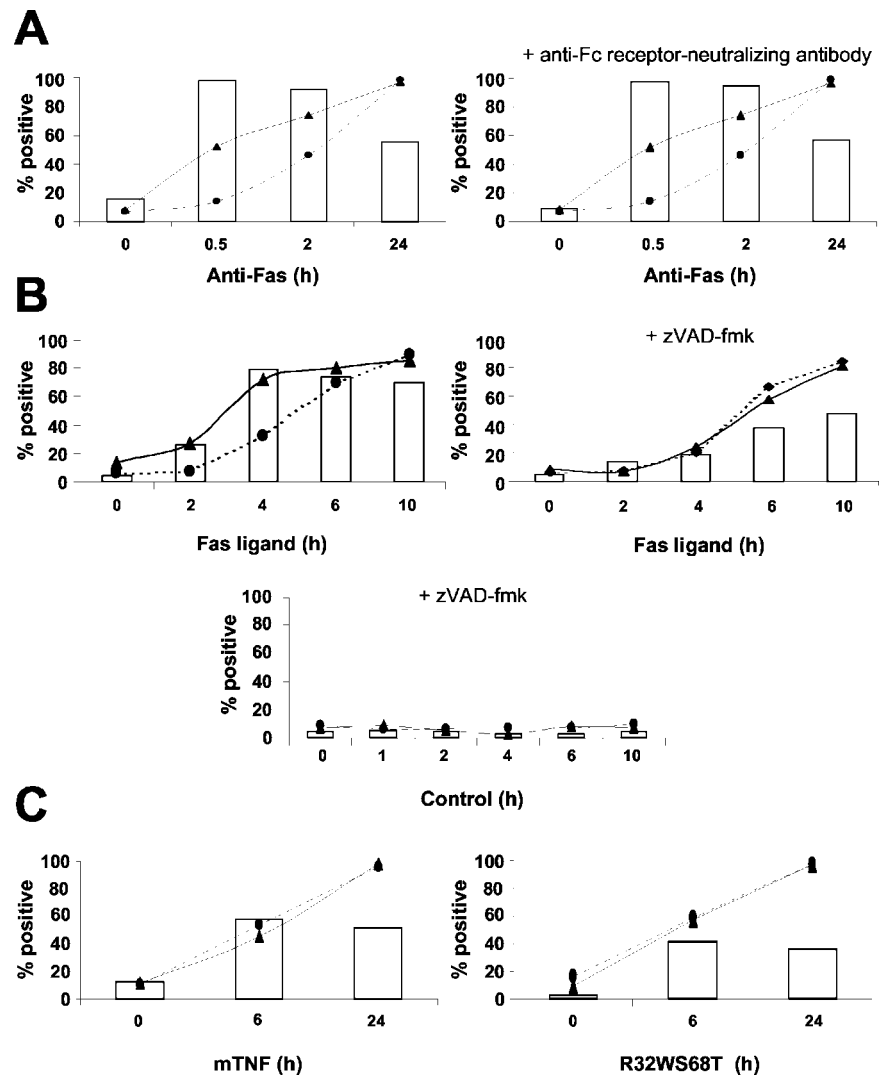 A
+ anti-Fc receptor-neutralizing antibody
% positive
100
80
60
40
20
0
0 0.5 2 24
Anti-Fas (h)
% positive
100
80
60
40
20
0
0 0.5 2 24
Anti-Fas (h)
B
% positive
100
80
60
40
20
0
0 2 4 6 10
Fas ligand (h)
+ zVAD-fmk
% positive
100
80
60
40
20
0
0 2 4 6 10
Fas ligand (h)
+ zVAD-fmk
% positive
100
80
60
40
20
0
0 1 2 4 6 10
Control (h)
C
% positive
100
80
60
40
20
0
0 6 24
mTNF (h)
% positive
100
80
60
40
20
0
0 6 24
R32WS68T (h)